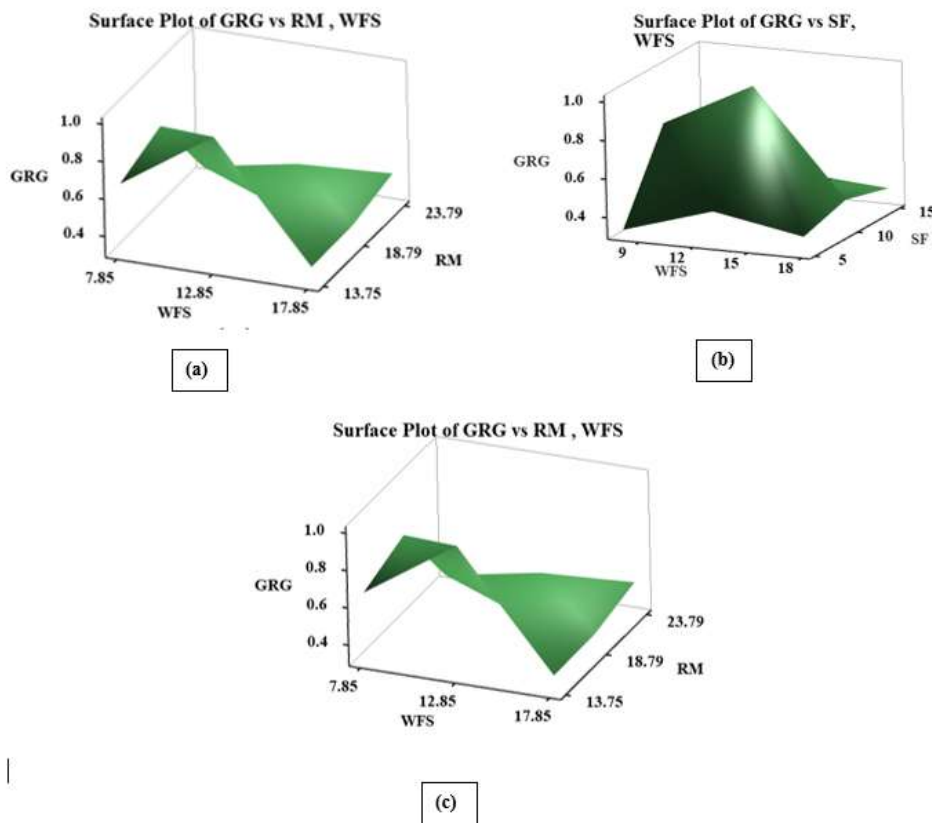 Surface Plot of GRG vs RM , WFS
1.0
0.8
GRG
0.6
0.4
7.85
12.85
17.85
WFS
13.75
18.79
23.79
RM
(a)
Surface Plot of GRG vs SF,
WFS
1.0
0.8
GRG
0.6
0.4
9
12
15
18
WFS
5
10
15
SF
(b)
Surface Plot of GRG vs RM , WFS
1.0
0.8
GRG
0.6
0.4
7.85
12.85
17.85
WFS
13.75
18.79
23.79
RM
(c)